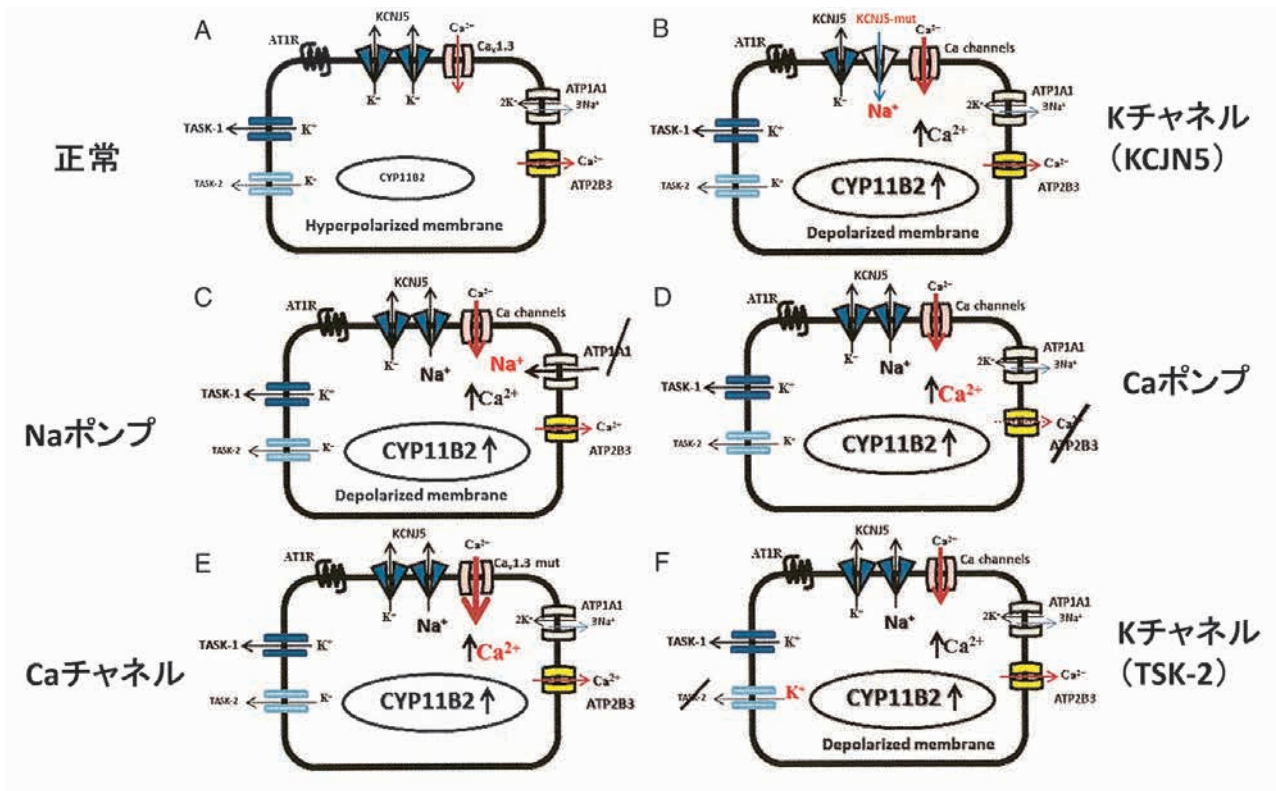 A
KCNJ5
Ca²⁻
AT1R
Caᵥ1.3
K⁻
K⁻
ATP1A1
2K⁻
3Na⁺
TASK-1
K⁺
TASK-2
K⁻
Ca²⁻
ATP2B3
CYP11B2
Hyperpolarized membrane
正常
B
KCNJ5
KCNJ5-mut
Ca²⁻
AT1R
Ca channels
K⁻
Na⁺
ATP1A1
2K⁻
3Na⁺
↑Ca²⁺
TASK-1
K⁺
TASK-2
K⁻
Ca²⁻
ATP2B3
CYP11B2↑
Depolarized membrane
Kチャネル
（KCJN5）
C
KCNJ5
Ca²⁻
AT1R
Ca channels
K⁻
Na⁺
Na⁺
ATP1A1
↑Ca²⁺
TASK-1
K⁺
TASK-2
K⁻
Ca²⁻
ATP2B3
CYP11B2↑
Depolarized membrane
Naポンプ
D
KCNJ5
Ca²⁻
AT1R
Ca channels
K⁻
Na⁺
ATP1A1
2K⁻
3Na⁺
↑Ca²⁺
TASK-1
K⁺
TASK-2
K⁻
Ca²⁻
ATP2B3
CYP11B2↑
Caポンプ
E
KCNJ5
Ca²⁻
AT1R
Caᵥ1.3 mut
K⁻
Na⁺
ATP1A1
2K⁻
3Na⁺
↑Ca²⁺
TASK-1
K⁺
TASK-2
K⁻
Ca²⁺
ATP2B3
CYP11B2↑
Caチャネル
F
KCNJ5
Ca²⁻
AT1R
Ca channels
K⁻
Na⁺
ATP1A1
2K⁻
3Na⁺
↑Ca²⁺
TASK-1
K⁺
TASK-2
K⁺
Ca²⁻
ATP2B3
CYP11B2↑
Depolarized membrane
Kチャネル
（TSK-2）